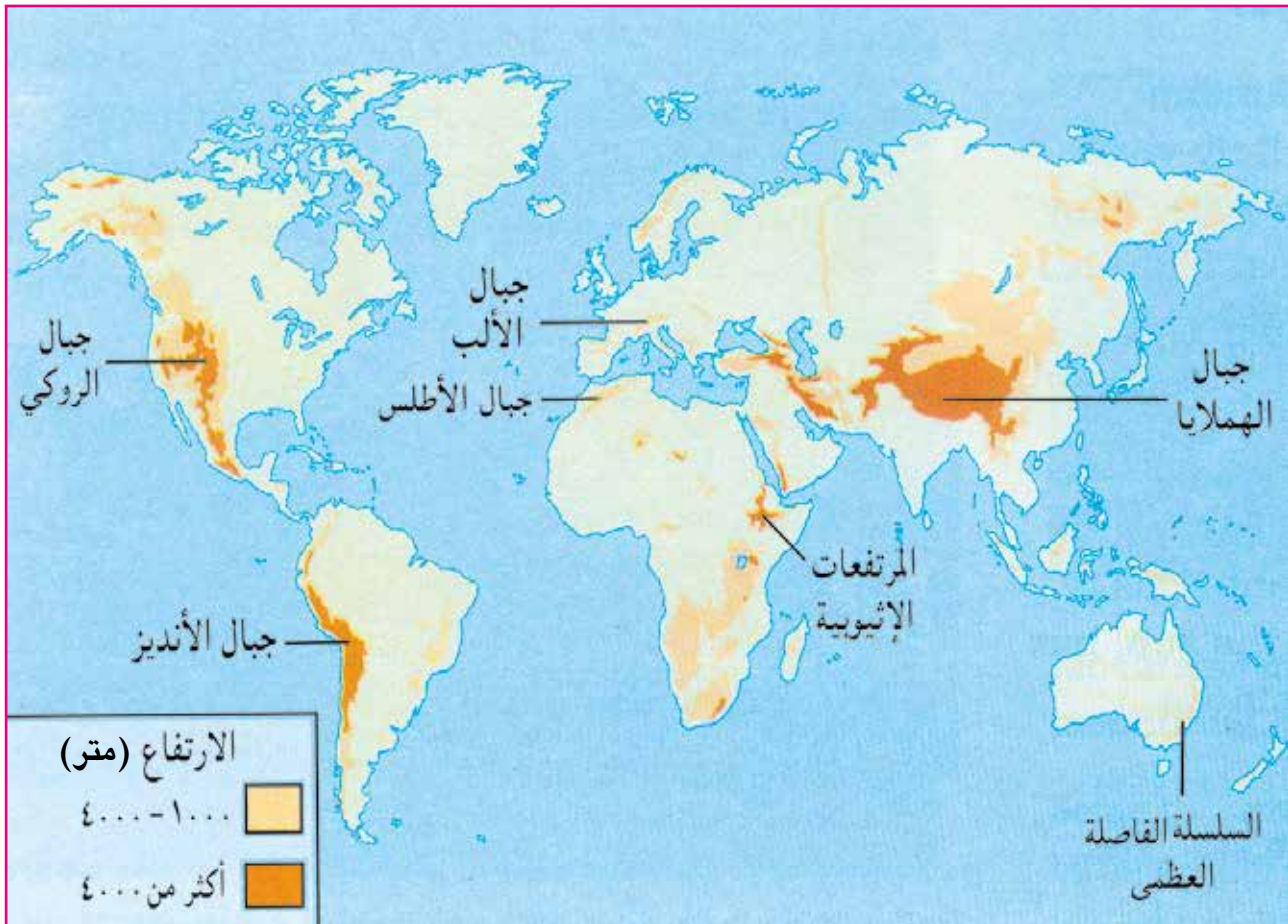 جبال
الألب
جبال
الروكي
جبال الأطلس
جبال
الهملايا
المرتفعات
الإثيوبية
جبال الأنديز
السلسلة الفاصلة
العظمى
الارتفاع (متر)
١٠٠٠-٤٠٠٠
أكثر من ٤٠٠٠